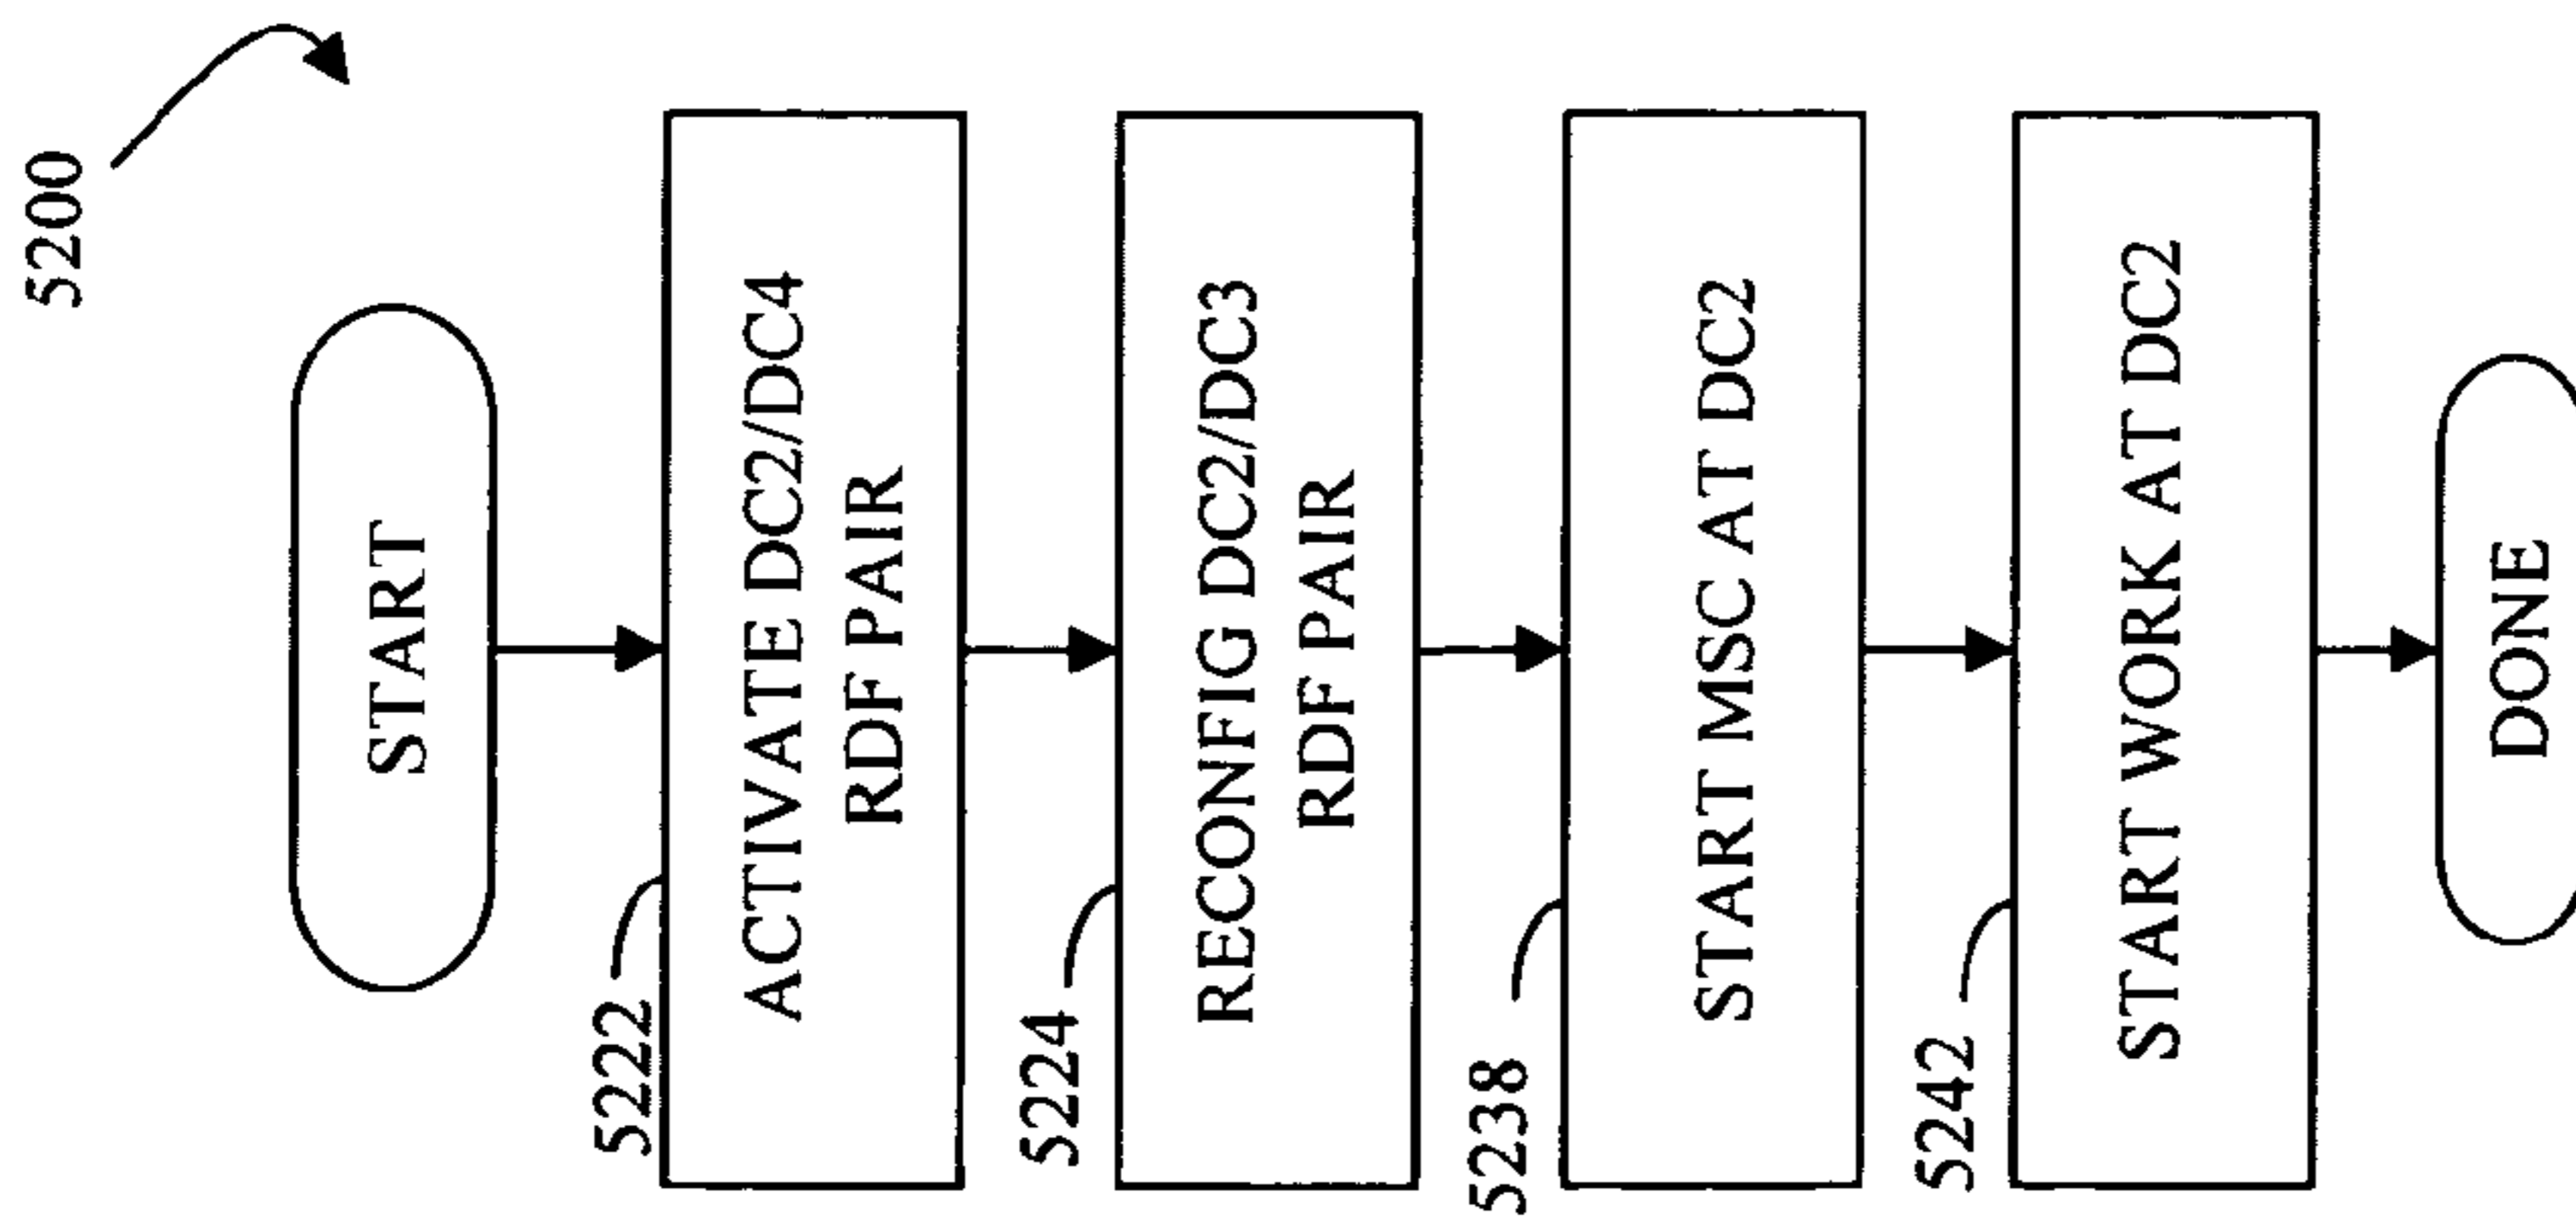 5200
START
5222
ACTIVATE DC2/DC4
RDF PAIR
5224
RECONFIG DC2/DC3
RDF PAIR
5238
START MSC AT DC2
5242
START WORK AT DC2
DONE